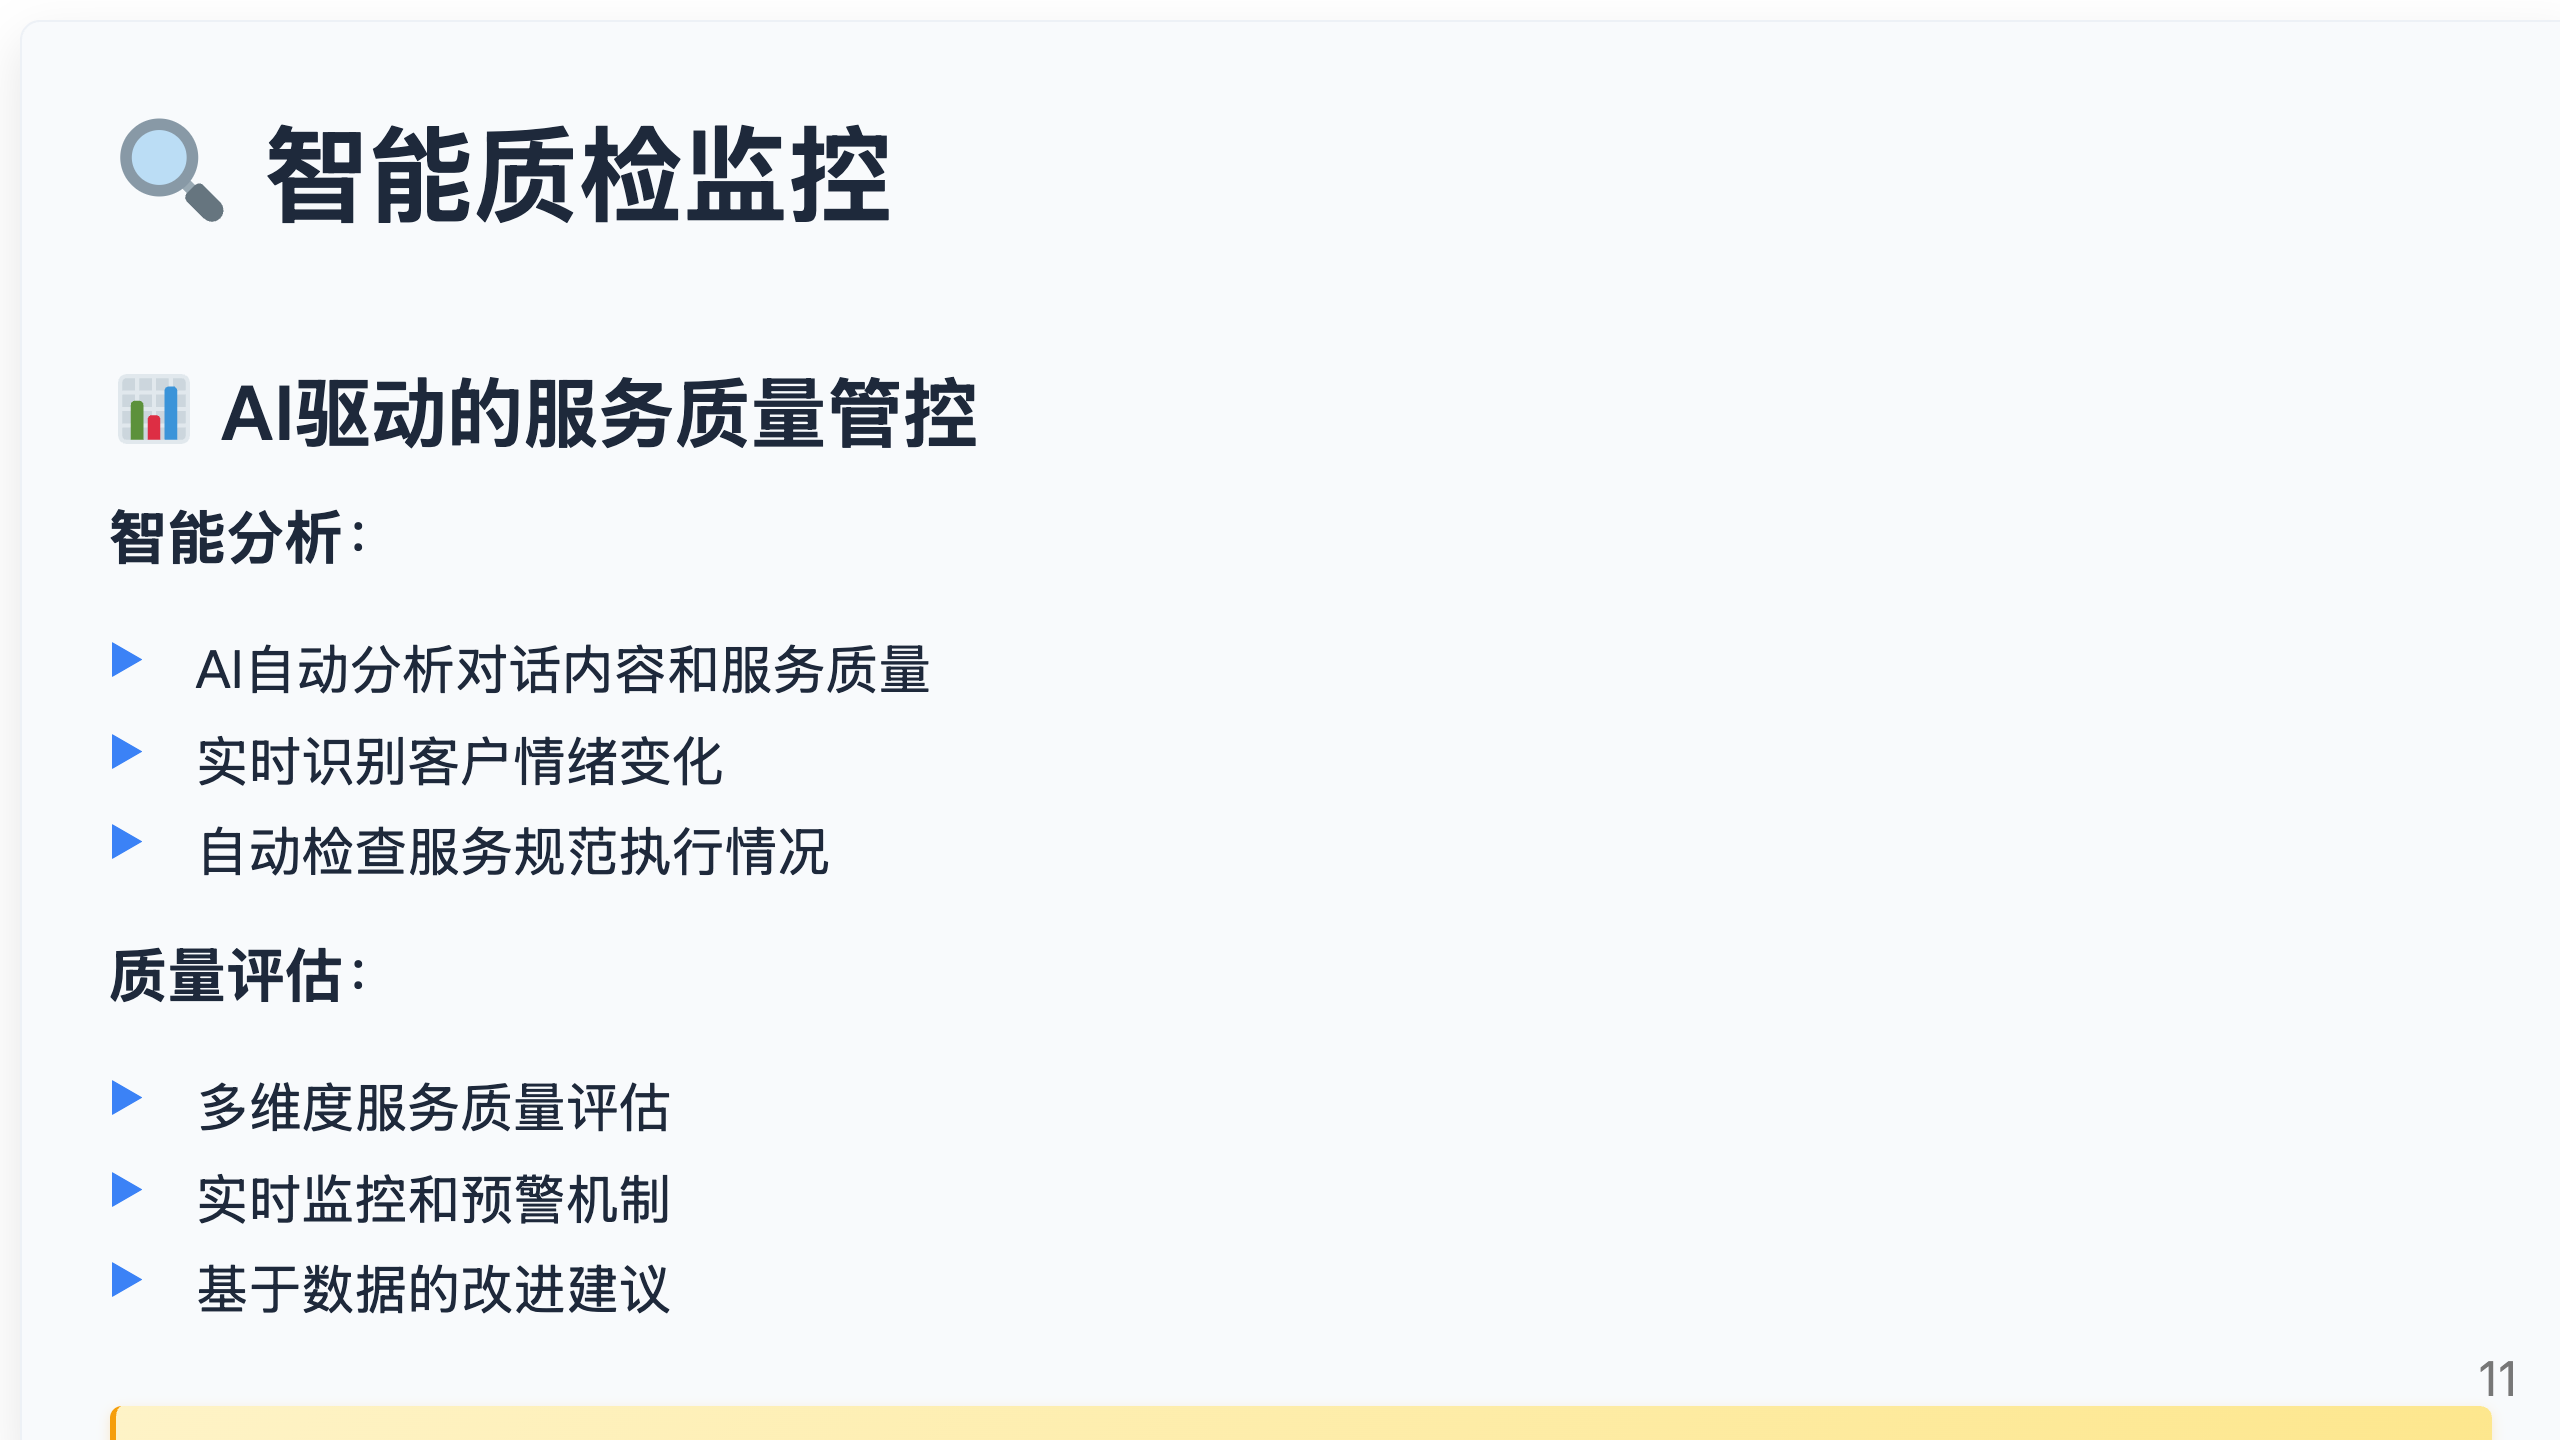 智能质检监控
AI驱动的服务质量管控
智能分析：
AI自动分析对话内容和服务质量
实时识别客户情绪变化
自动检查服务规范执行情况
质量评估：
多维度服务质量评估
实时监控和预警机制
基于数据的改进建议
11